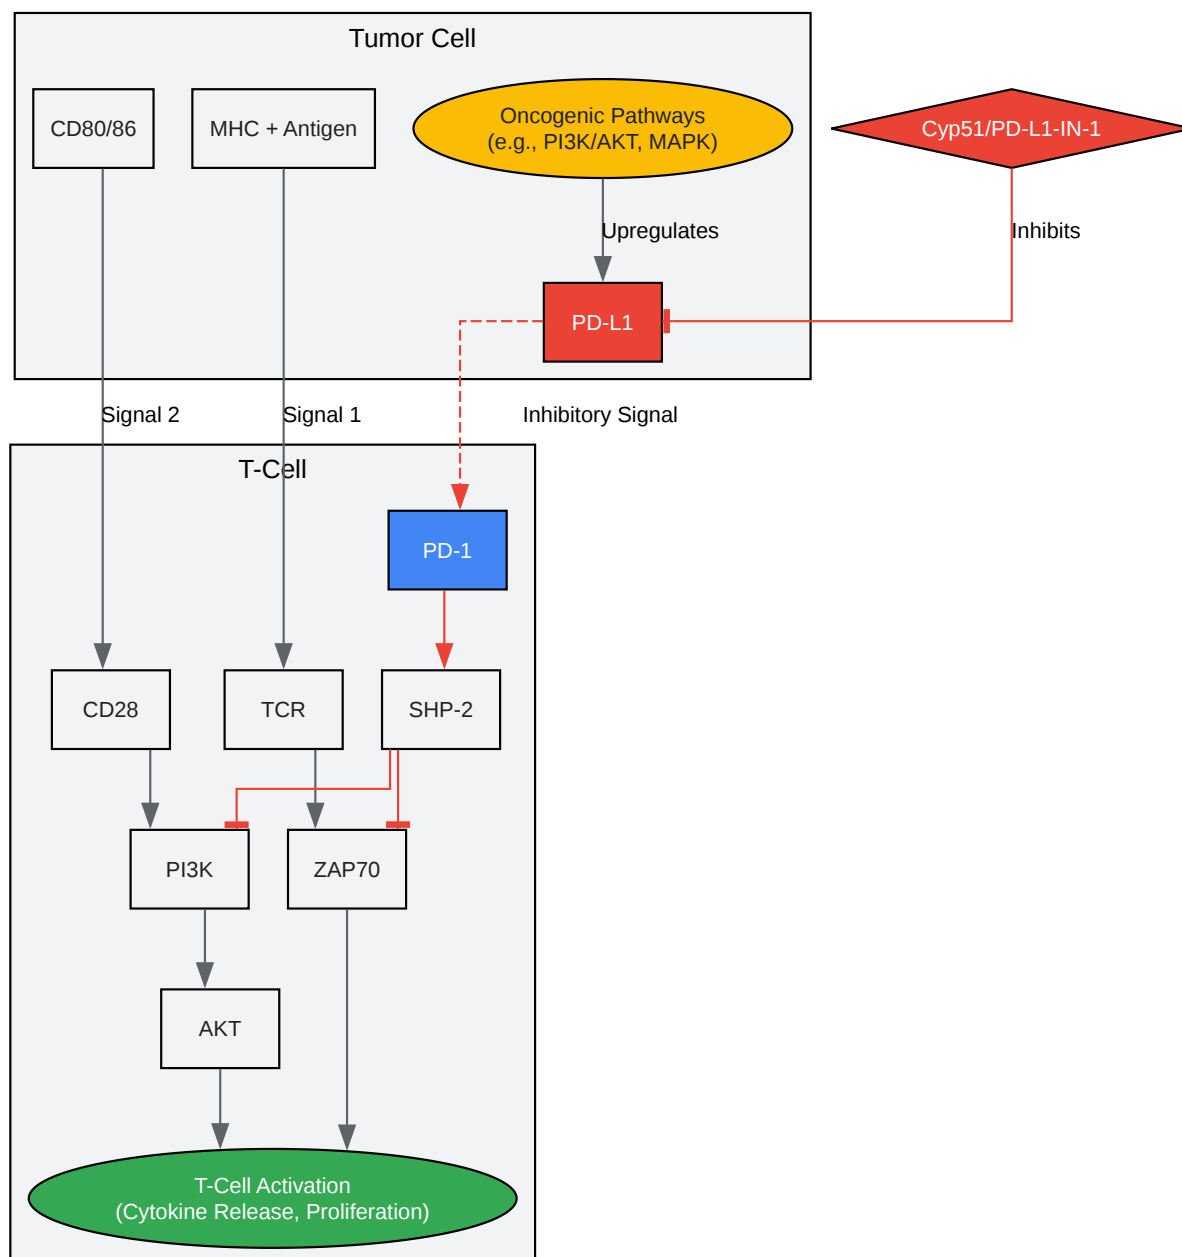 Tumor Cell
CD80/86
MHC + Antigen
Oncogenic Pathways
(e.g., PI3K/AKT, MAPK)
Cyp51/PD-L1-IN-1
Upregulates
Inhibits
PD-L1
Signal 2
Signal 1
Inhibitory Signal
T-Cell
PD-1
CD28
TCR
SHP-2
PI3K
ZAP70
AKT
T-Cell Activation
(Cytokine Release, Proliferation)